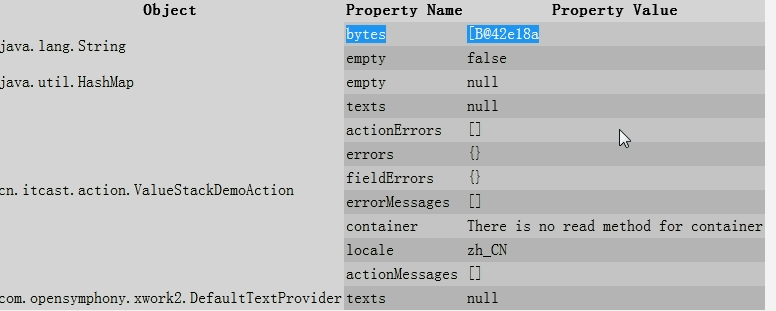 Object Property Name Property Value
java.lang.String bytes [B@42e18a
empty false
java.util.HashMap empty null
texts null
actionErrors []
errors {}
fieldErrors {}
cn.itcast.action.ValueStackDemoAction
errorMessages []
container There is no read method for container
locale zh_CN
actionMessages []
com.opensymphony.xwork2.DefaultTextProvider texts null